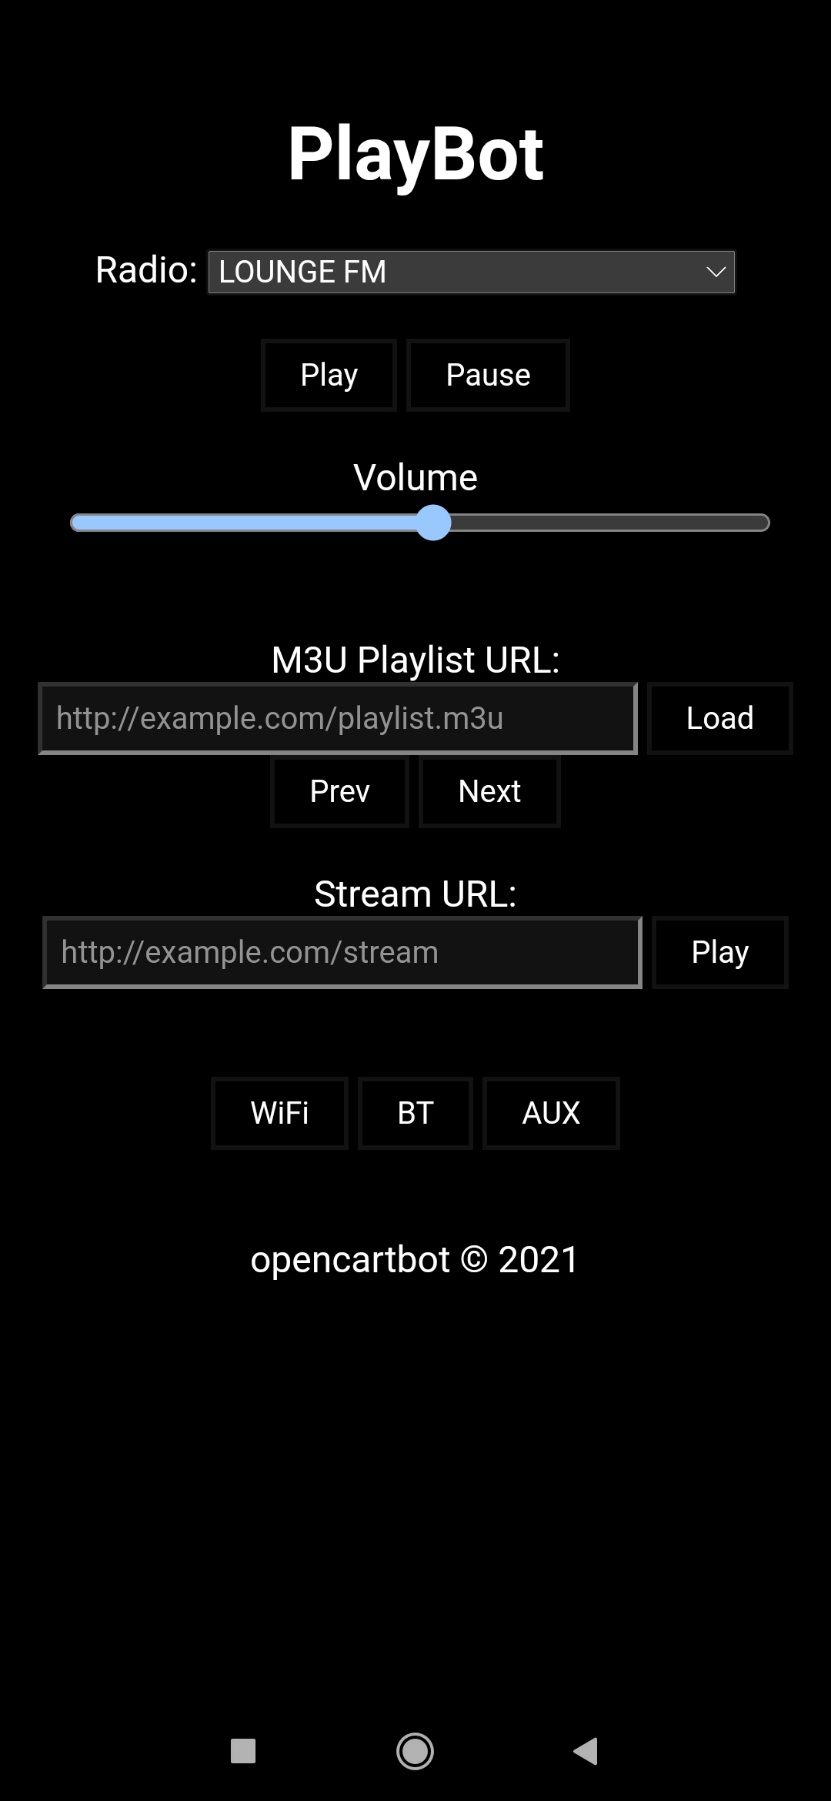 PlayBot
Radio: LOUNGE FM
Play Pause
Volume
M3U Playlist URL:
http://example.com/playlist.m3u Load
Prev Next
Stream URL:
http://example.com/stream Play
WiFi BT AUX
opencartbot © 2021